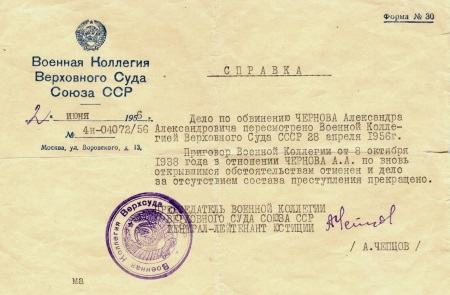 Форма № 30
Военная Коллегия
Верховного Суда
Союза ССР
2 июня 1956
№ 4н-04072/56
Москва, ул. Воровского, д. 13.
СПРАВКА
Дело по обвинению ЧЕРНОВА Александра
Александровича пересмотрено Военной Колле-
гией Верховного Суда СССР 28 апреля 1956г.
Приговор Военной Коллегии от 8 октября
1938 года в отношении ЧЕРНОВА А.А. по вновь
открывшимся обстоятельствам отменен и дело
за отсутствием состава преступления прекращено.
ПРЕДСЕДАТЕЛЬ ВОЕННОЙ КОЛЛЕГИИ
ВЕРХОВНОГО СУДА СОЮЗА ССР
ГЕНЕРАЛ-ЛЕЙТЕНАНТ ЮСТИЦИИ
АЧепцов
/ А.ЧЕПЦОВ /
Военная Коллегия Верхсуда
ма